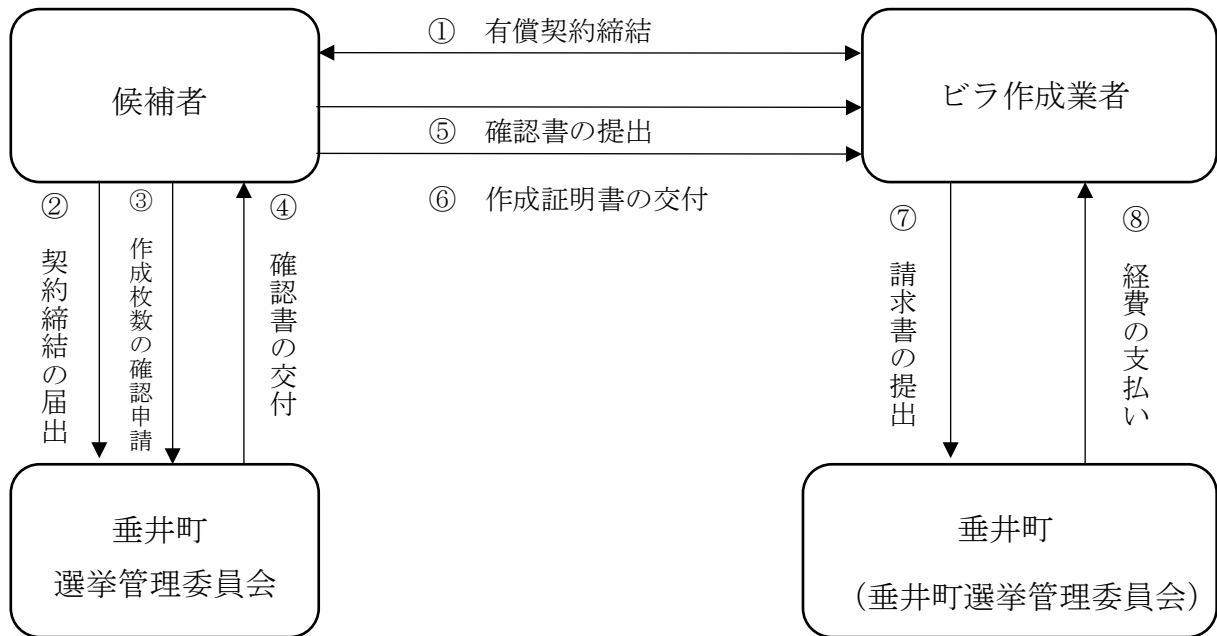 ① 有償契約締結
候補者
ビラ作成業者
⑤ 確認書の提出
⑥ 作成証明書の交付
② 契約締結の届出
③ 作成枚数の確認申請
④ 確認書の交付
⑦ 請求書の提出
⑧ 経費の支払い
垂井町
選挙管理委員会
垂井町
（垂井町選挙管理委員会）